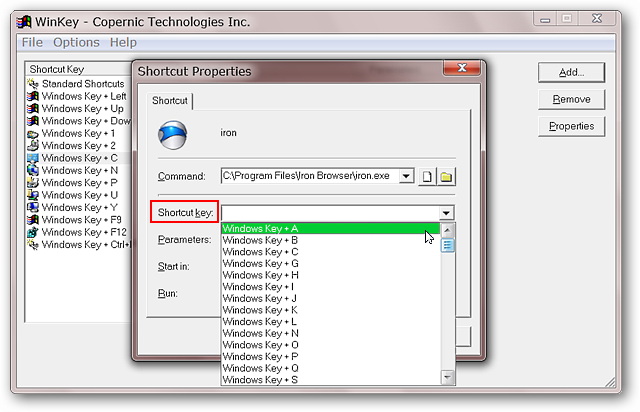 WinKey - Copernic Technologies Inc.
File Options Help
Shortcut Key
Standard Shortcuts
Windows Key + Left
Windows Key + Up
Windows Key + Dow
Windows Key + 1
Windows Key + 2
Windows Key + C
Windows Key + N
Windows Key + P
Windows Key + U
Windows Key + Y
Windows Key + F9
Windows Key + F12
Windows Key + Ctrl+
Add...
Remove
Properties
Shortcut Properties
Shortcut
iron
Command: C:\Program Files\Iron Browser\iron.exe
Shortcut key:
Windows Key + A
Windows Key + B
Windows Key + C
Windows Key + G
Windows Key + H
Windows Key + I
Windows Key + J
Windows Key + K
Windows Key + L
Windows Key + N
Windows Key + O
Windows Key + P
Windows Key + Q
Windows Key + S
Parameters:
Start in:
Run: